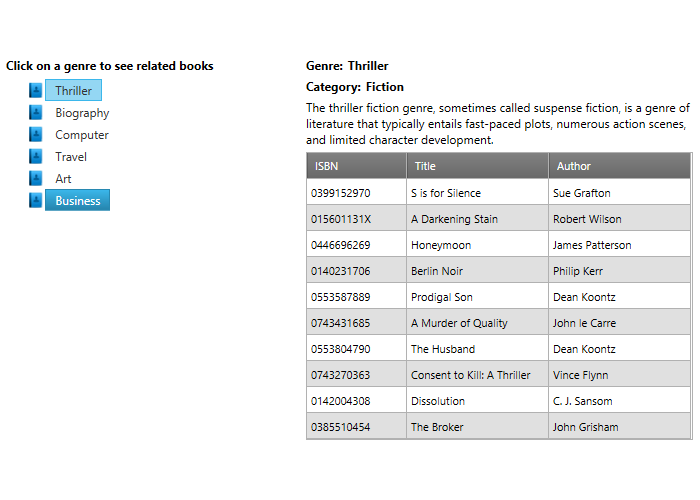 Click on a genre to see related books
Thriller
Biography
Computer
Travel
Art
Business
Genre: Thriller
Category: Fiction
The thriller fiction genre, sometimes called suspense fiction, is a genre of
literature that typically entails fast-paced plots, numerous action scenes,
and limited character development.
ISBN Title Author
0399152970 S is for Silence Sue Grafton
015601131X A Darkening Stain Robert Wilson
0446696269 Honeymoon James Patterson
0140231706 Berlin Noir Philip Kerr
0553587889 Prodigal Son Dean Koontz
0743431685 A Murder of Quality John le Carre
0553804790 The Husband Dean Koontz
0743270363 Consent to Kill: A Thriller Vince Flynn
0142004308 Dissolution C. J. Sansom
0385510454 The Broker John Grisham